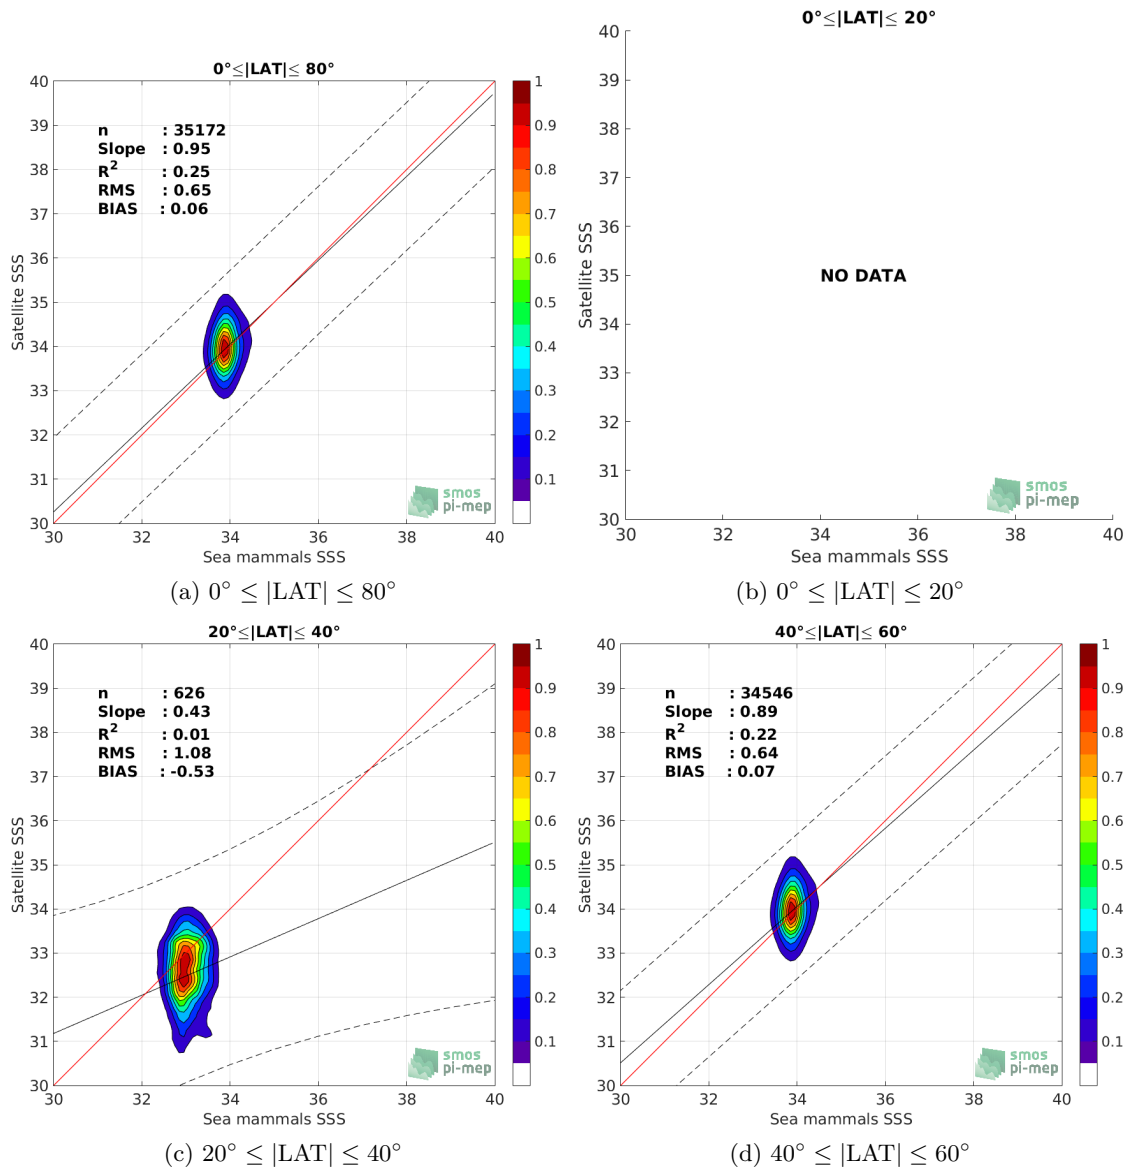 0°≤|LAT|≤ 80°
n : 35172
Slope : 0.95
R² : 0.25
RMS : 0.65
BIAS : 0.06
40
39
38
37
36
35
34
33
32
31
30
30 32 34 36 38 40
Satellite SSS
Sea mammals SSS
1
0.9
0.8
0.7
0.6
0.5
0.4
0.3
0.2
0.1
smos
pi-mep
(a) 0° ≤ |LAT| ≤ 80°
0°≤|LAT|≤ 20°
40
39
38
37
36
35
34
33
32
31
30
30 32 34 36 38 40
Satellite SSS
NO DATA
Sea mammals SSS
smos
pi-mep
(b) 0° ≤ |LAT| ≤ 20°
20°≤|LAT|≤ 40°
n : 626
Slope : 0.43
R² : 0.01
RMS : 1.08
BIAS : -0.53
40
39
38
37
36
35
34
33
32
31
30
30 32 34 36 38 40
Satellite SSS
Sea mammals SSS
1
0.9
0.8
0.7
0.6
0.5
0.4
0.3
0.2
0.1
smos
pi-mep
(c) 20° ≤ |LAT| ≤ 40°
40°≤|LAT|≤ 60°
n : 34546
Slope : 0.89
R² : 0.22
RMS : 0.64
BIAS : 0.07
40
39
38
37
36
35
34
33
32
31
30
30 32 34 36 38 40
Satellite SSS
Sea mammals SSS
1
0.9
0.8
0.7
0.6
0.5
0.4
0.3
0.2
0.1
smos
pi-mep
(d) 40° ≤ |LAT| ≤ 60°